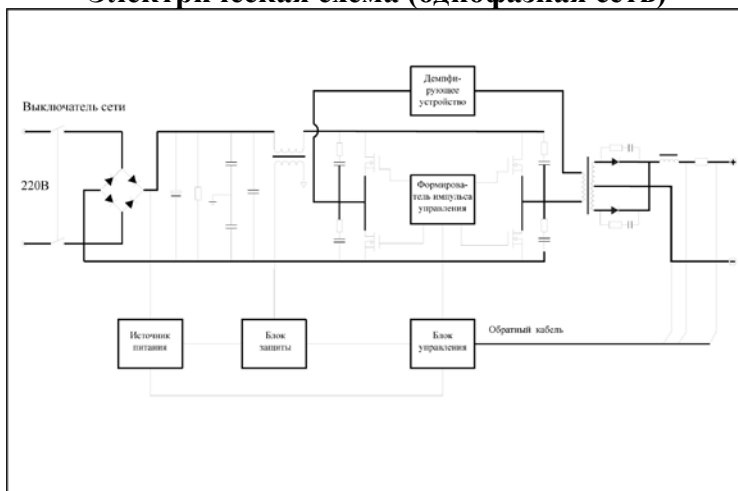 Электрическая схема (однофазная сеть)
Демпфи-
рующее
устройство
Выключатель сети
220В
Формирова-
тель импульса
управления
+
−
Источник
питания
Блок
защиты
Блок
управления
Обратный кабель